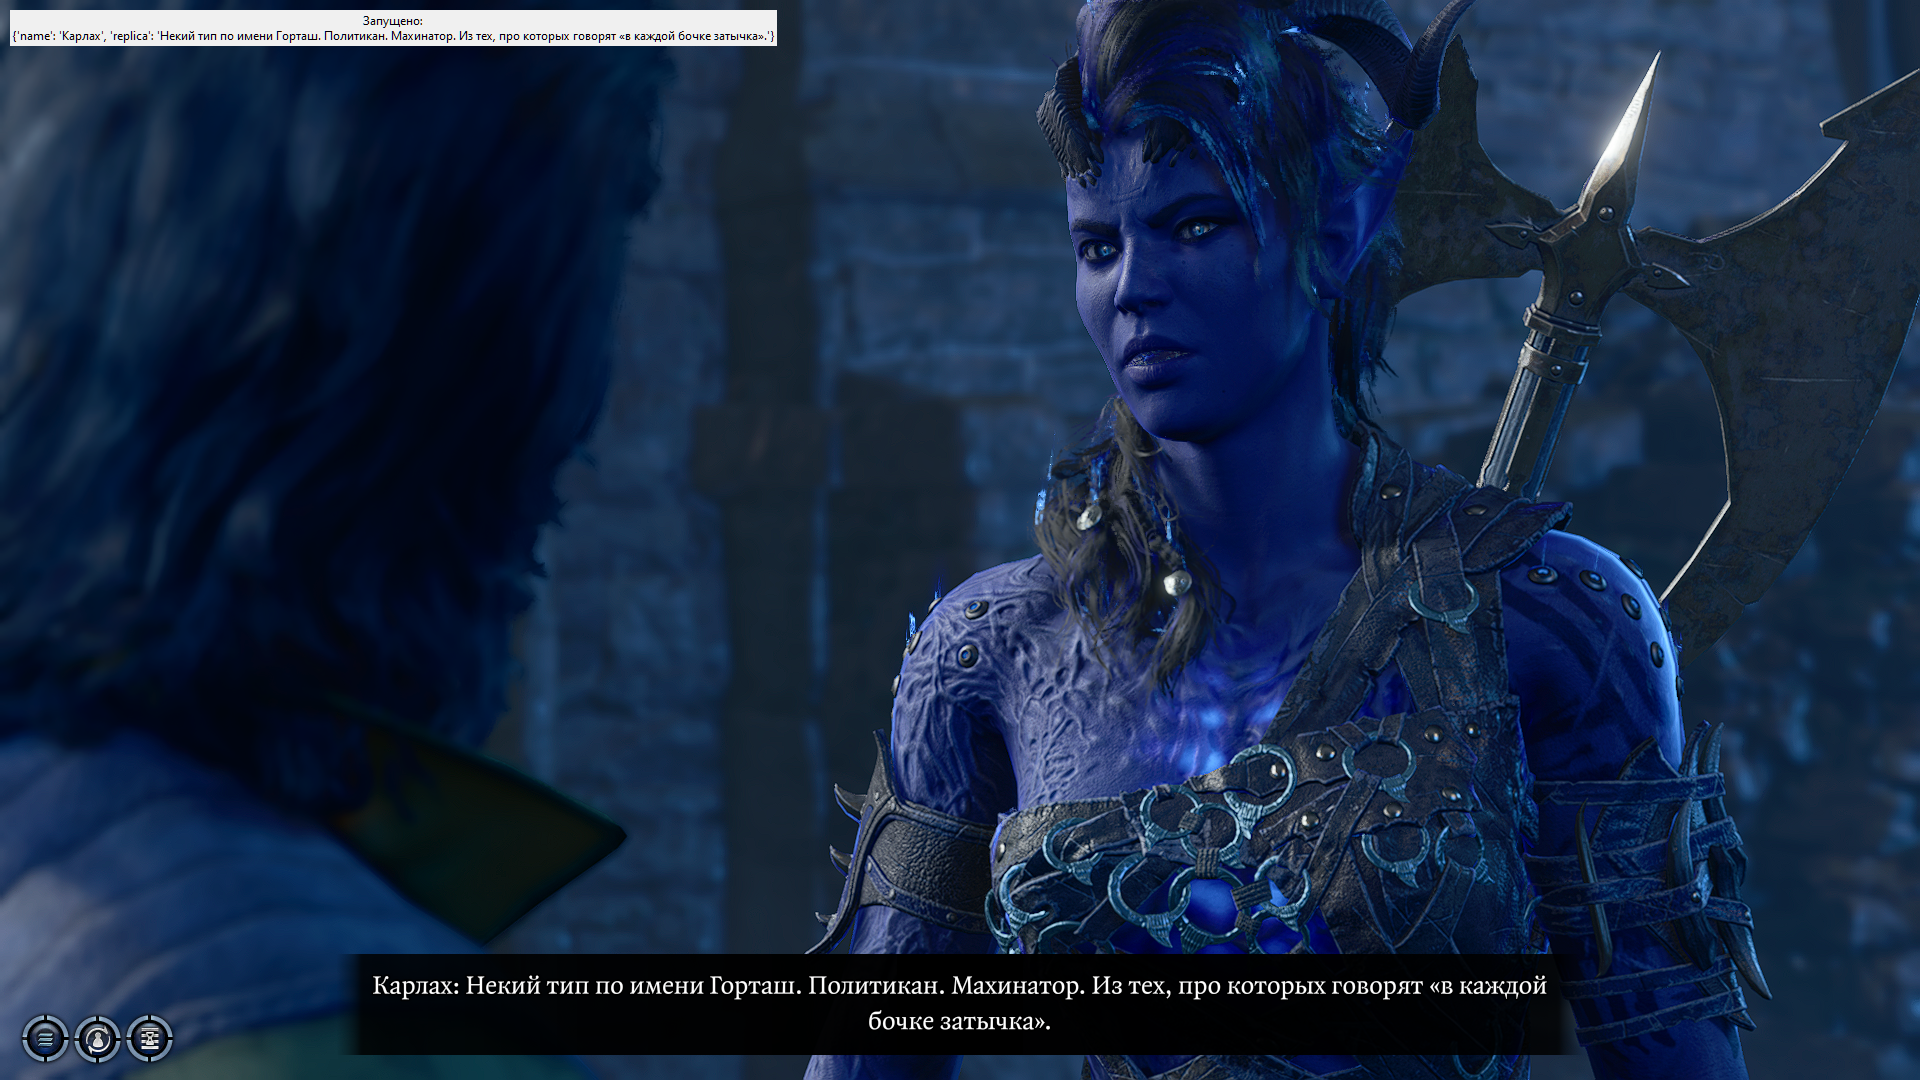 Запущено:
{'name': 'Карлах', 'replica': 'Некий тип по имени Горташ. Политикан. Махинатор. Из тех, про которых говорят «в каждой бочке затычка».'}
Карлах: Некий тип по имени Горташ. Политикан. Махинатор. Из тех, про которых говорят «в каждой
бочке затычка».